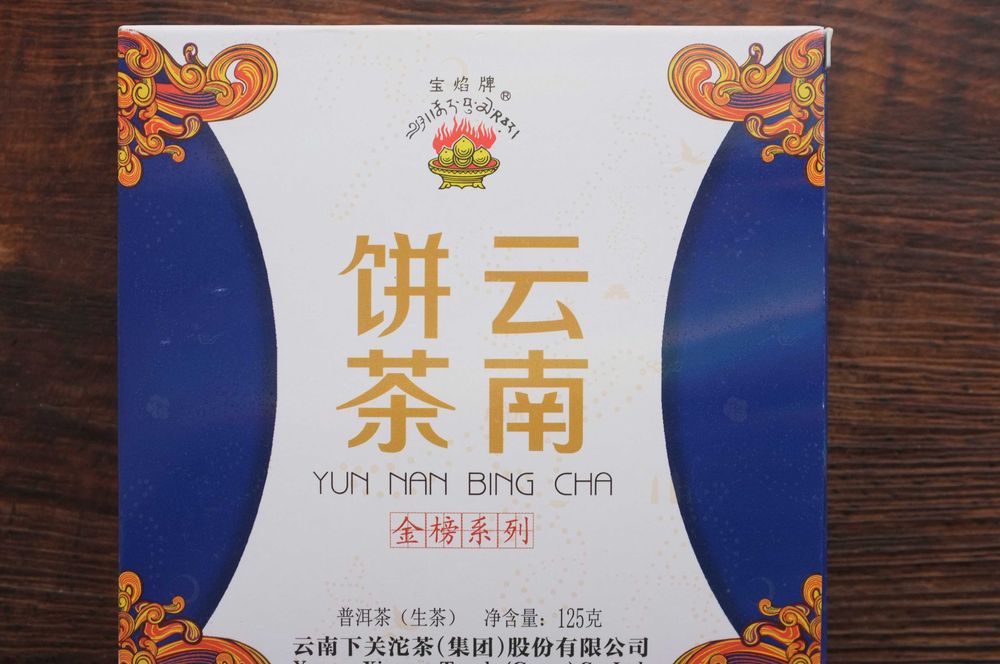 宝焰牌®
云南
饼茶
YUN NAN BING CHA
金榜系列
普洱茶（生茶） 净含量：125克
云南下关沱茶(集团)股份有限公司